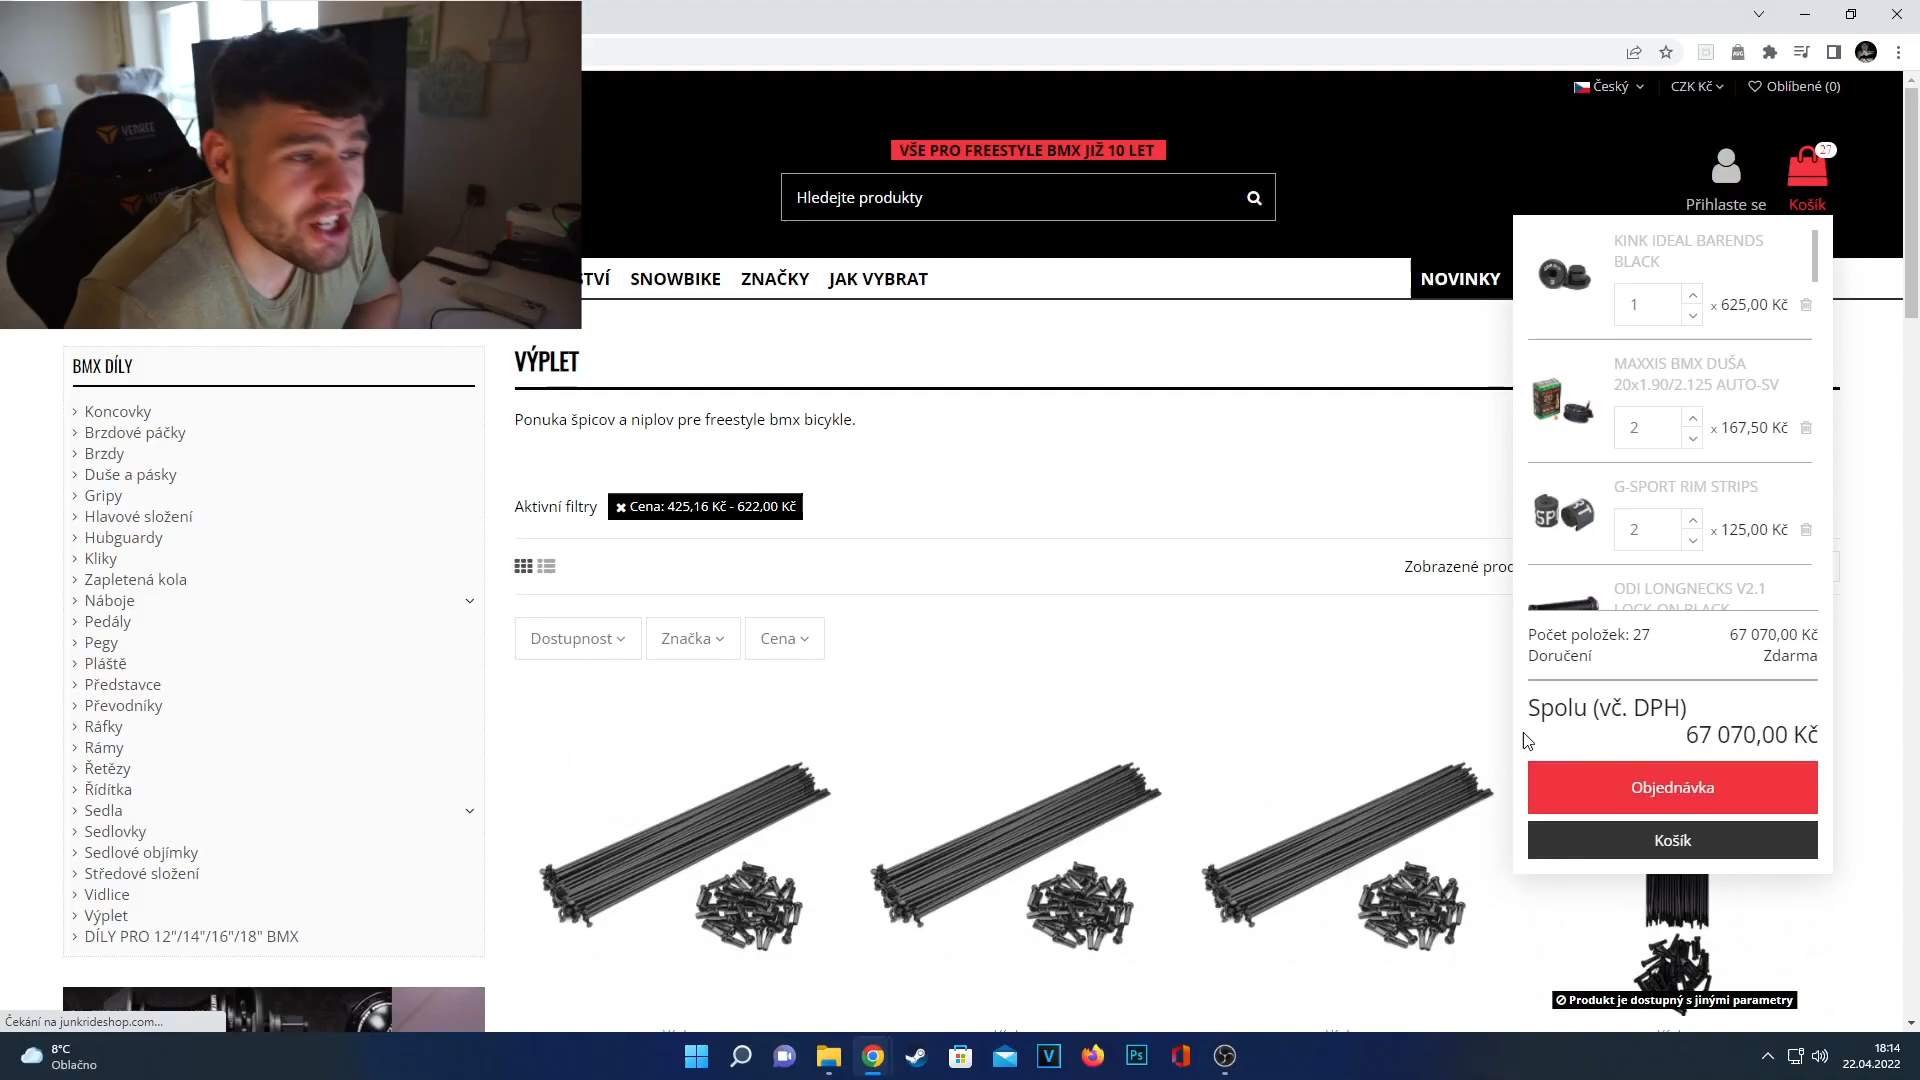 YENKEE
Český
CZK Kč
Oblíbené (0)
VŠE PRO FREESTYLE BMX JIŽ 10 LET
Hledejte produkty
27
Přihlaste se
Košík
STVÍ
SNOWBIKE
ZNAČKY
JAK VYBRAT
NOVINKY
KINK IDEAL BARENDS
BLACK
1
x 625,00 Kč
MAXXIS BMX DUŠA
20x1.90/2.125 AUTO-SV
2
x 167,50 Kč
G-SPORT RIM STRIPS
2
x 125,00 Kč
ODI LONGNECKS V2.1
LOCK-ON BLACK
Počet položek: 27
67 070,00 Kč
Doručení
Zdarma
Spolu (vč. DPH)
67 070,00 Kč
Objednávka
Košík
BMX DÍLY
Koncovky
Brzdové páčky
Brzdy
Duše a pásky
Gripy
Hlavové složení
Hubguardy
Kliky
Zapletená kola
Náboje
Pedály
Pegy
Pláště
Představce
Převodníky
Ráfky
Rámy
Řetězy
Řídítka
Sedla
Sedlovky
Sedlové objímky
Středové složení
Vidlice
Výplet
DÍLY PRO 12"/14"/16"/18" BMX
VÝPLET
Ponuka špicov a niplov pre freestyle bmx bicykle.
Aktivní filtry
Cena: 425,16 Kč - 622,00 Kč
Zobrazené proc
Dostupnost
Značka
Cena
Produkt je dostupný s jinými parametry
Čekání na junkrideshop.com...
8°C
Oblačno
18:14
22.04.2022